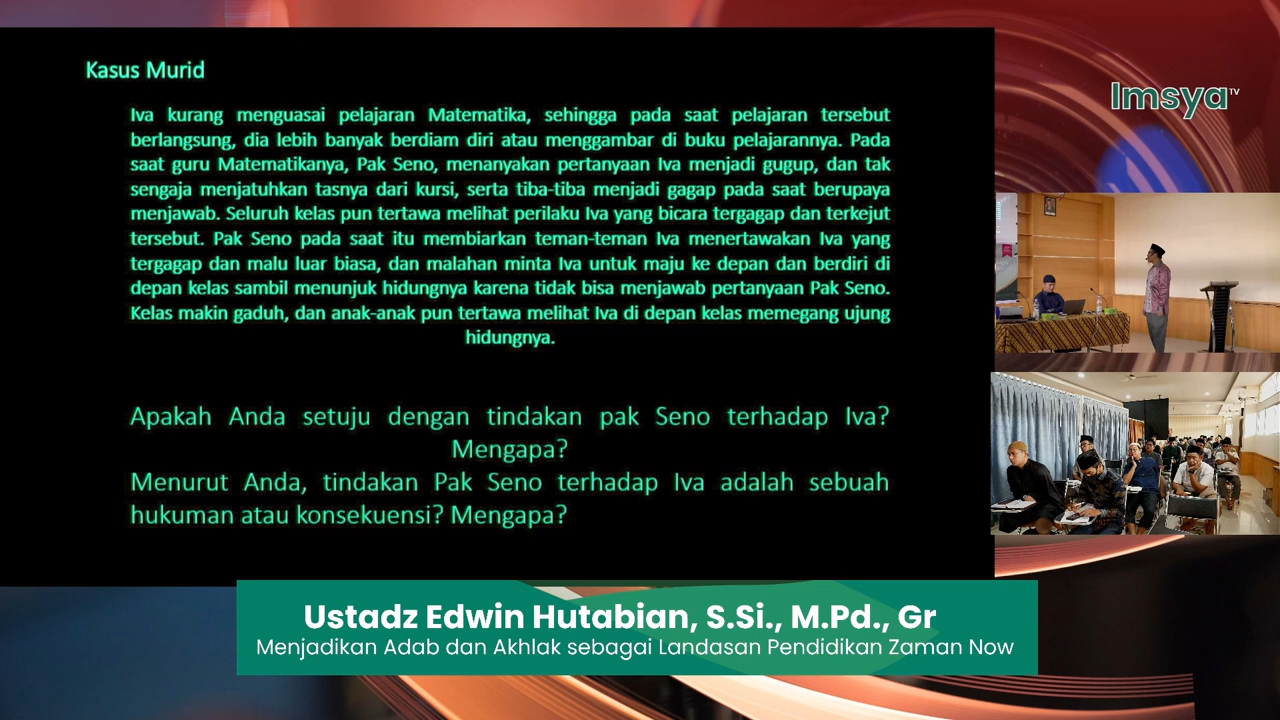 Kasus Murid
Iva kurang menguasai pelajaran Matematika, sehingga pada saat pelajaran tersebut
berlangsung, dia lebih banyak berdiam diri atau menggambar di buku pelajarannya. Pada
saat guru Matematikanya, Pak Seno, menanyakan pertanyaan Iva menjadi gugup, dan tak
sengaja menjatuhkan tasnya dari kursi, serta tiba-tiba menjadi gagap pada saat berupaya
menjawab. Seluruh kelas pun tertawa melihat perilaku Iva yang bicara tergagap dan terkejut
tersebut. Pak Seno pada saat itu membiarkan teman-teman Iva menertawakan Iva yang
tergagap dan malu luar biasa, dan malahan minta Iva untuk maju ke depan dan berdiri di
depan kelas sambil menunjuk hidungnya karena tidak bisa menjawab pertanyaan Pak Seno.
Kelas makin gaduh, dan anak-anak pun tertawa melihat Iva di depan kelas memegang ujung
hidungnya.
Apakah Anda setuju dengan tindakan pak Seno terhadap Iva?
Mengapa?
Menurut Anda, tindakan Pak Seno terhadap Iva adalah sebuah
hukuman atau konsekuensi? Mengapa?
Imsya TV
Ustadz Edwin Hutabian, S.Si., M.Pd., Gr
Menjadikan Adab dan Akhlak sebagai Landasan Pendidikan Zaman Now